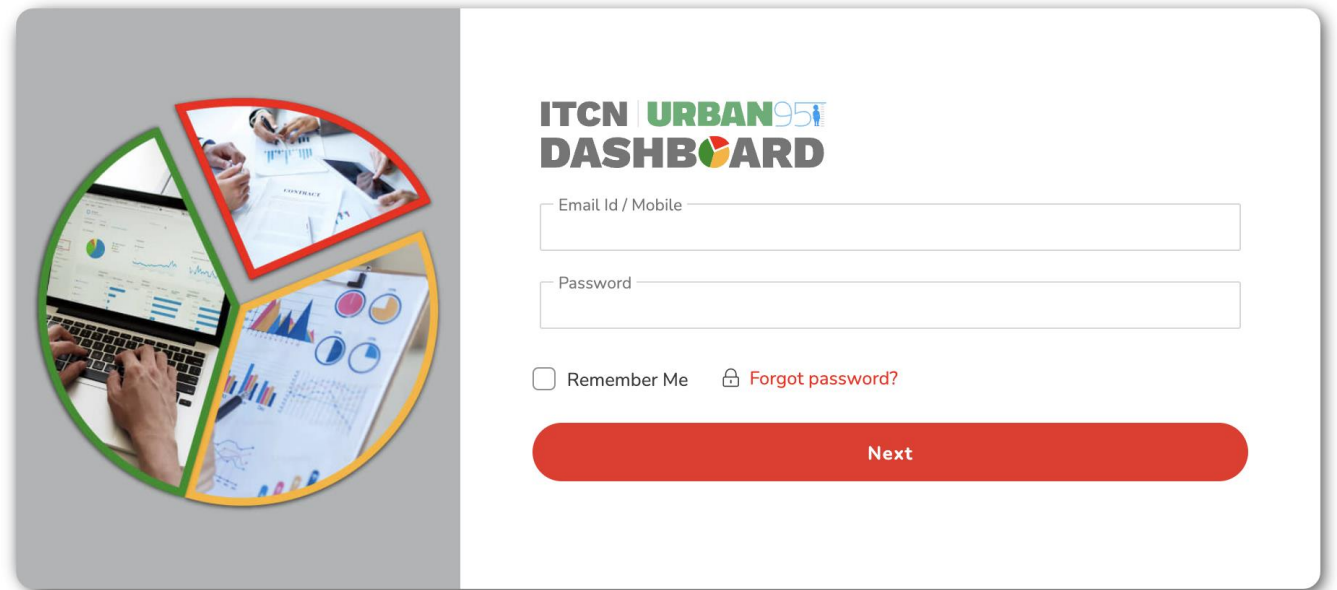 CONTRACT
ITCN URBAN95
DASHBOARD
Email Id / Mobile
Password
Remember Me Forgot password?
Next